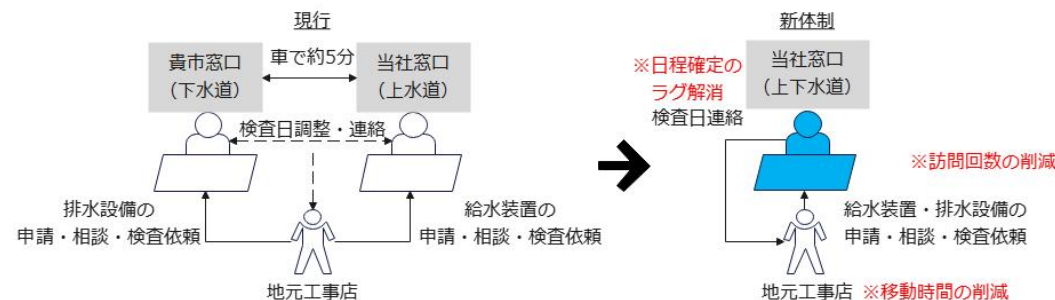 現行
貴市窓口
（下水道）
車で約5分
当社窓口
（上水道）
検査日調整・連絡
排水設備の
申請・相談・検査依頼
給水装置の
申請・相談・検査依頼
地元工事店
新体制
※日程確定の
ラグ解消
検査日連絡
当社窓口
（上下水道）
※訪問回数の削減
給水装置・排水設備の
申請・相談・検査依頼
地元工事店
※移動時間の削減